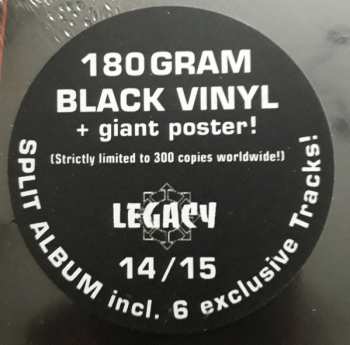 180 GRAM
BLACK VINYL
+ giant poster!
(Strictly limited to 300 copies worldwide!)
LEGACY
14/15
SPLIT ALBUM incl. 6 exclusive Tracks!